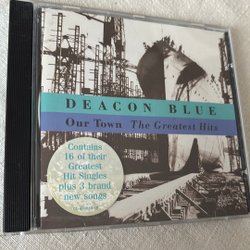 DEACON BLUE
Our Town The Greatest Hits
Contains
16 of their
Greatest
Hit Singles
plus 3 brand
new songs